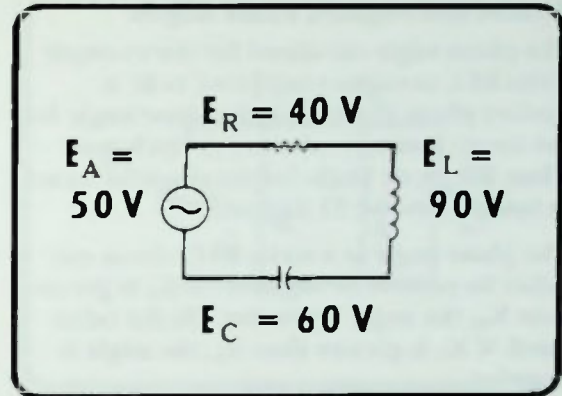 E_R = 40 V
E_A =
50 V
E_L =
90 V
E_C = 60 V